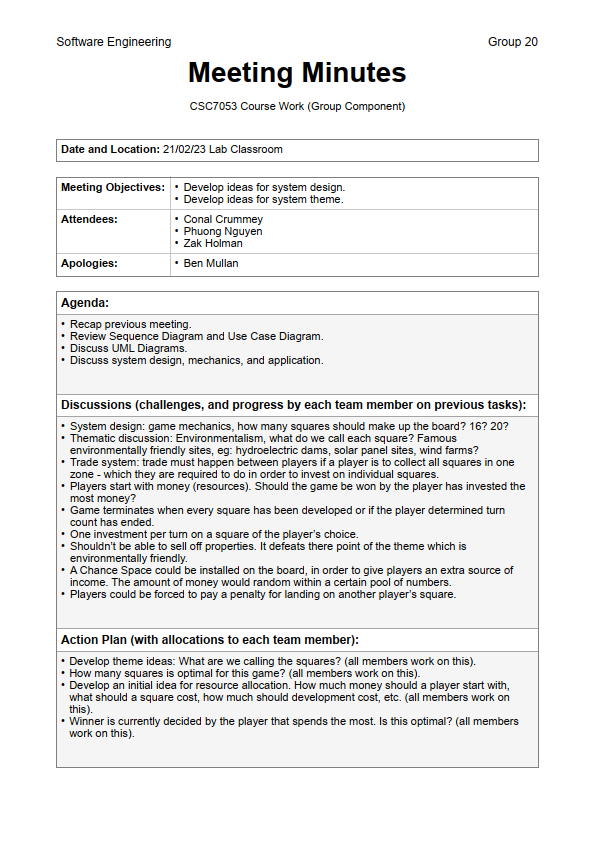 Software Engineering Group 20
Meeting Minutes
CSC7053 Course Work (Group Component)
Date and Location: 21/02/23 Lab Classroom
Meeting Objectives: • Develop ideas for system design.
• Develop ideas for system theme.
Attendees: • Conal Crummey
• Phuong Nguyen
• Zak Holman
Apologies: • Ben Mullan
Agenda:
• Recap previous meeting.
• Review Sequence Diagram and Use Case Diagram.
• Discuss UML Diagrams.
• Discuss system design, mechanics, and application.
Discussions (challenges, and progress by each team member on previous tasks):
• System design: game mechanics, how many squares should make up the board? 16? 20?
• Thematic discussion: Environmentalism, what do we call each square? Famous
environmentally friendly sites, eg: hydroelectric dams, solar panel sites, wind farms?
• Trade system: trade must happen between players if a player is to collect all squares in one
zone - which they are required to do in order to invest on individual squares.
• Players start with money (resources). Should the game be won by the player has invested the
most money?
• Game terminates when every square has been developed or if the player determined turn
count has ended.
• One investment per turn on a square of the player's choice.
• Shouldn't be able to sell off properties. It defeats there point of the theme which is
environmentally friendly.
• A Chance Space could be installed on the board, in order to give players an extra source of
income. The amount of money would random within a certain pool of numbers.
• Players could be forced to pay a penalty for landing on another player's square.
Action Plan (with allocations to each team member):
• Develop theme ideas: What are we calling the squares? (all members work on this).
• How many squares is optimal for this game? (all members work on this).
• Develop an initial idea for resource allocation. How much money should a player start with,
what should a square cost, how much should development cost, etc. (all members work on
this).
• Winner is currently decided by the player that spends the most. Is this optimal? (all members
work on this).